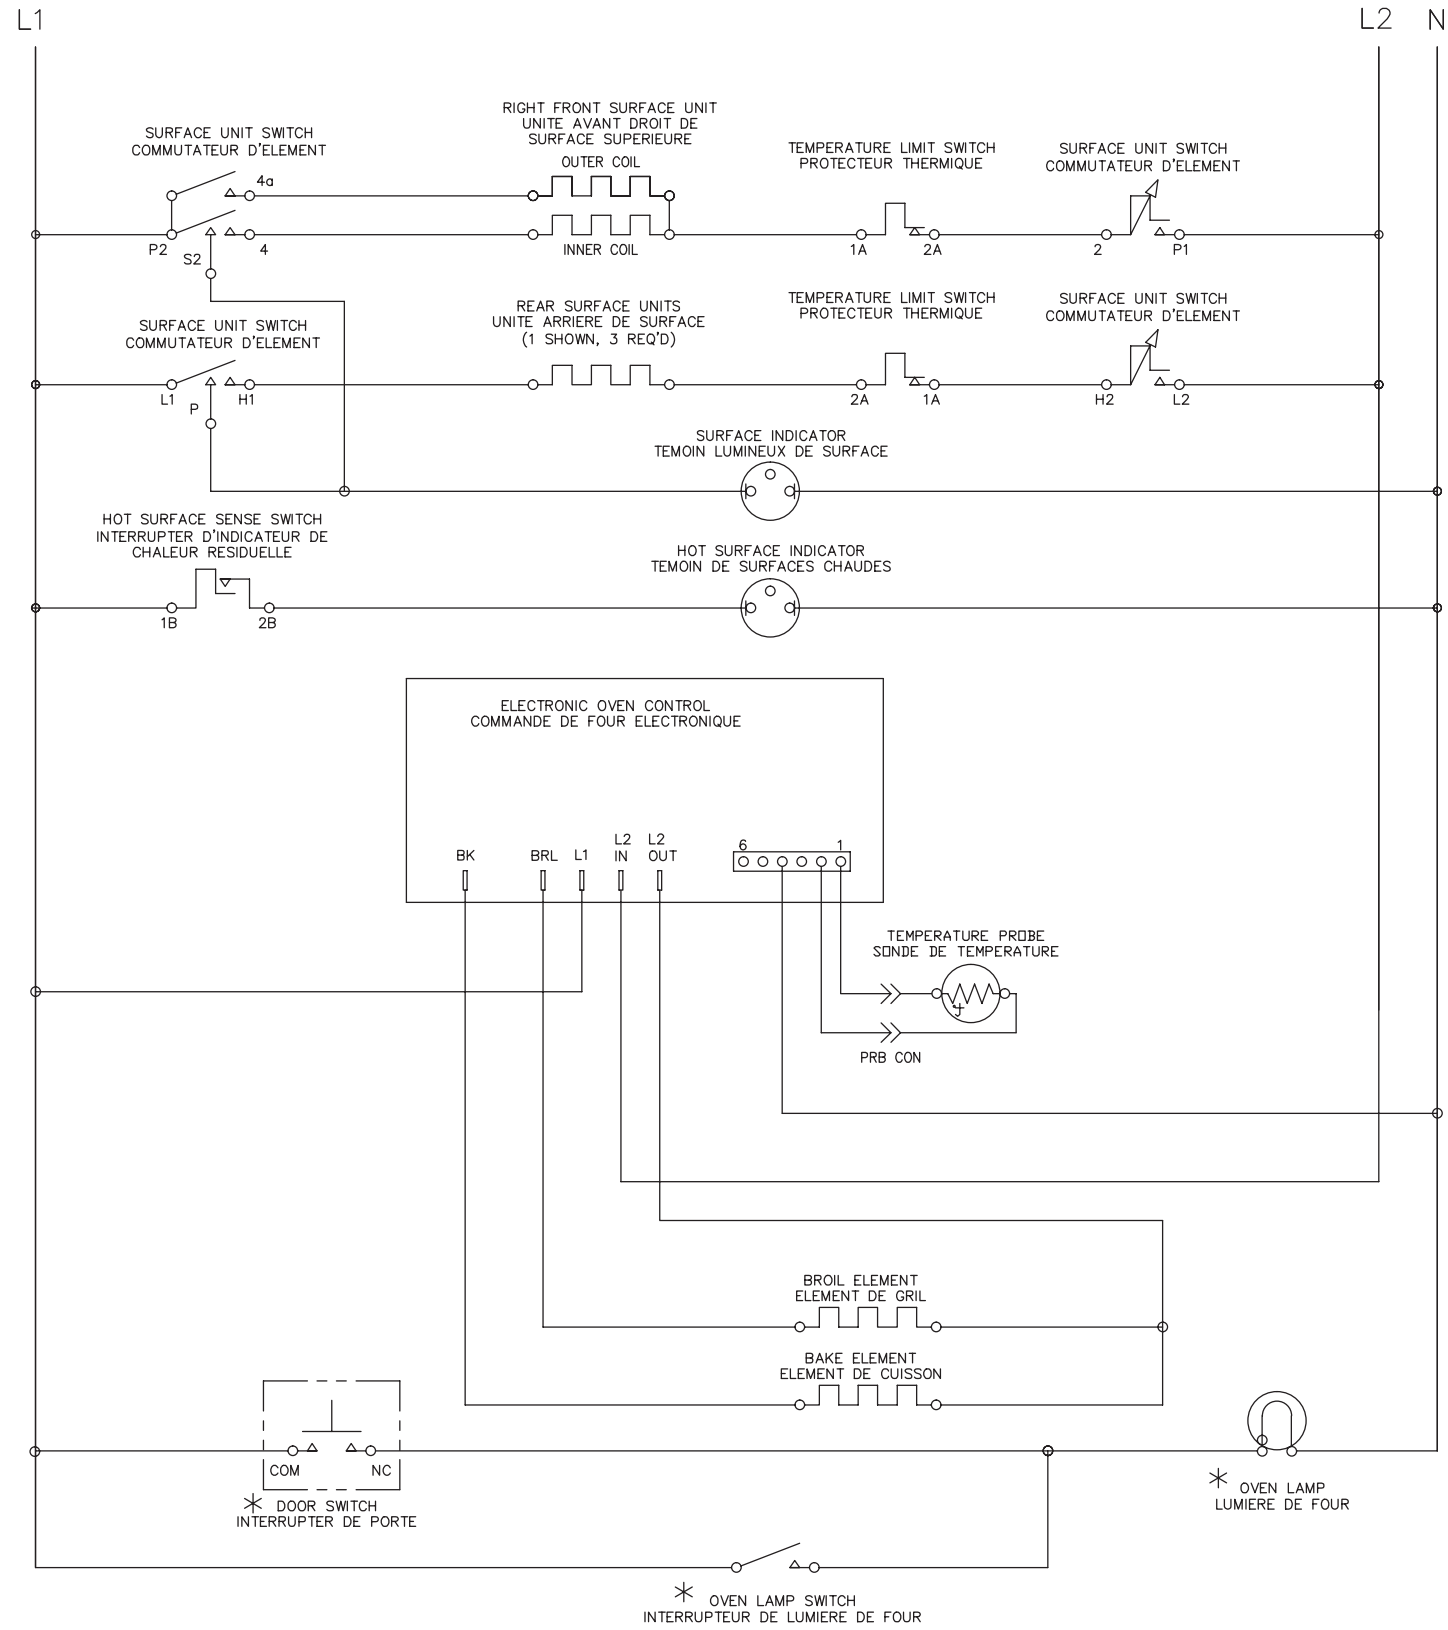 L1
L2 N
RIGHT FRONT SURFACE UNIT
UNITE AVANT DROIT DE
SURFACE SUPERIEURE
OUTER COIL
INNER COIL
SURFACE UNIT SWITCH
COMMUTATEUR D'ELEMENT
4a
P2
S2
4
TEMPERATURE LIMIT SWITCH
PROTECTEUR THERMIQUE
1A 2A
SURFACE UNIT SWITCH
COMMUTATEUR D'ELEMENT
2 P1
SURFACE UNIT SWITCH
COMMUTATEUR D'ELEMENT
L1 P H1
REAR SURFACE UNITS
UNITE ARRIERE DE SURFACE
(1 SHOWN, 3 REQ'D)
TEMPERATURE LIMIT SWITCH
PROTECTEUR THERMIQUE
2A 1A
SURFACE UNIT SWITCH
COMMUTATEUR D'ELEMENT
H2 L2
SURFACE INDICATOR
TEMOIN LUMINEUX DE SURFACE
HOT SURFACE SENSE SWITCH
INTERRUPTER D'INDICATEUR DE
CHALEUR RESIDUELLE
1B 2B
HOT SURFACE INDICATOR
TEMOIN DE SURFACES CHAUDES
ELECTRONIC OVEN CONTROL
COMMANDE DE FOUR ELECTRONIQUE
BK BRL L1
L2
IN
L2
OUT
6 1
TEMPERATURE PROBE
SONDE DE TEMPERATURE
PRB CON
BROIL ELEMENT
ELEMENT DE GRIL
BAKE ELEMENT
ELEMENT DE CUISSON
COM NC
* DOOR SWITCH
INTERRUPTER DE PORTE
* OVEN LAMP
LUMIERE DE FOUR
* OVEN LAMP SWITCH
INTERRUPTEUR DE LUMIERE DE FOUR